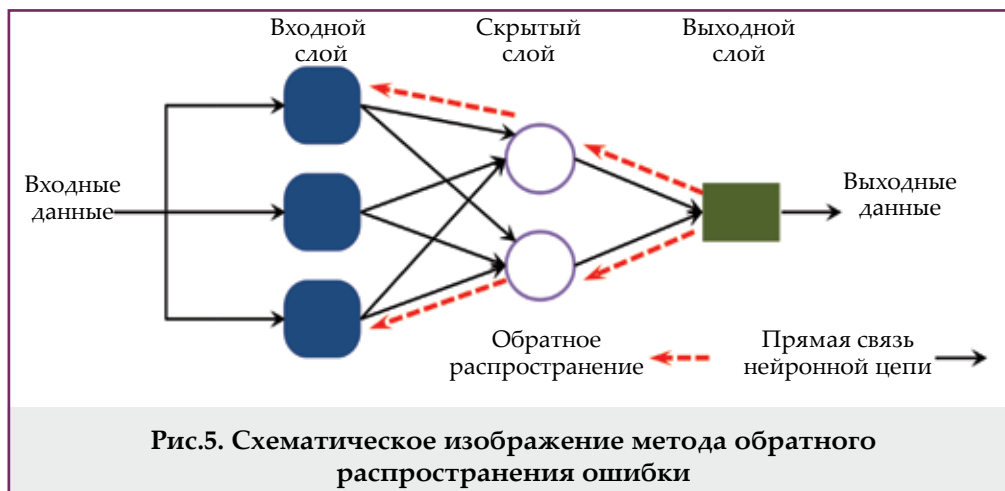 Входной
слой
Скрытый
слой
Выходной
слой
Входные
данные
Выходные
данные
Обратное
распространение
Прямая связь
нейронной цепи
Рис.5. Схематическое изображение метода обратного
распространения ошибки